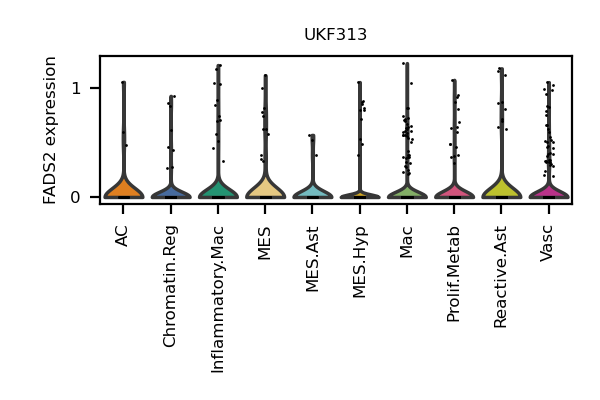 UKF313
FADS2 expression
1
0
AC
Chromatin.Reg
Inflammatory.Mac
MES
MES.Ast
MES.Hyp
Mac
Prolif.Metab
Reactive.Ast
Vasc